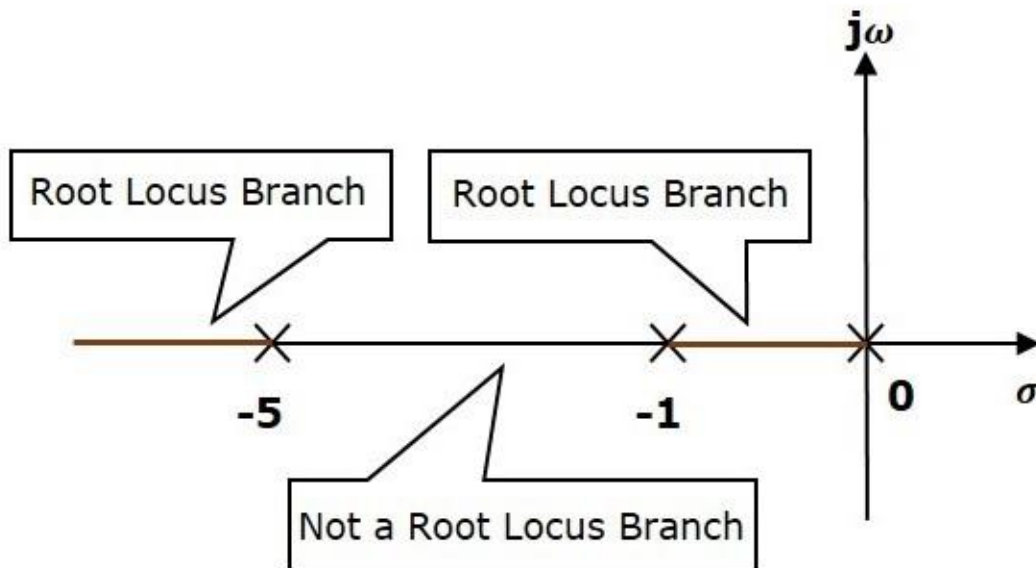 jω
Root Locus Branch
Root Locus Branch
-5
-1
0
σ
Not a Root Locus Branch